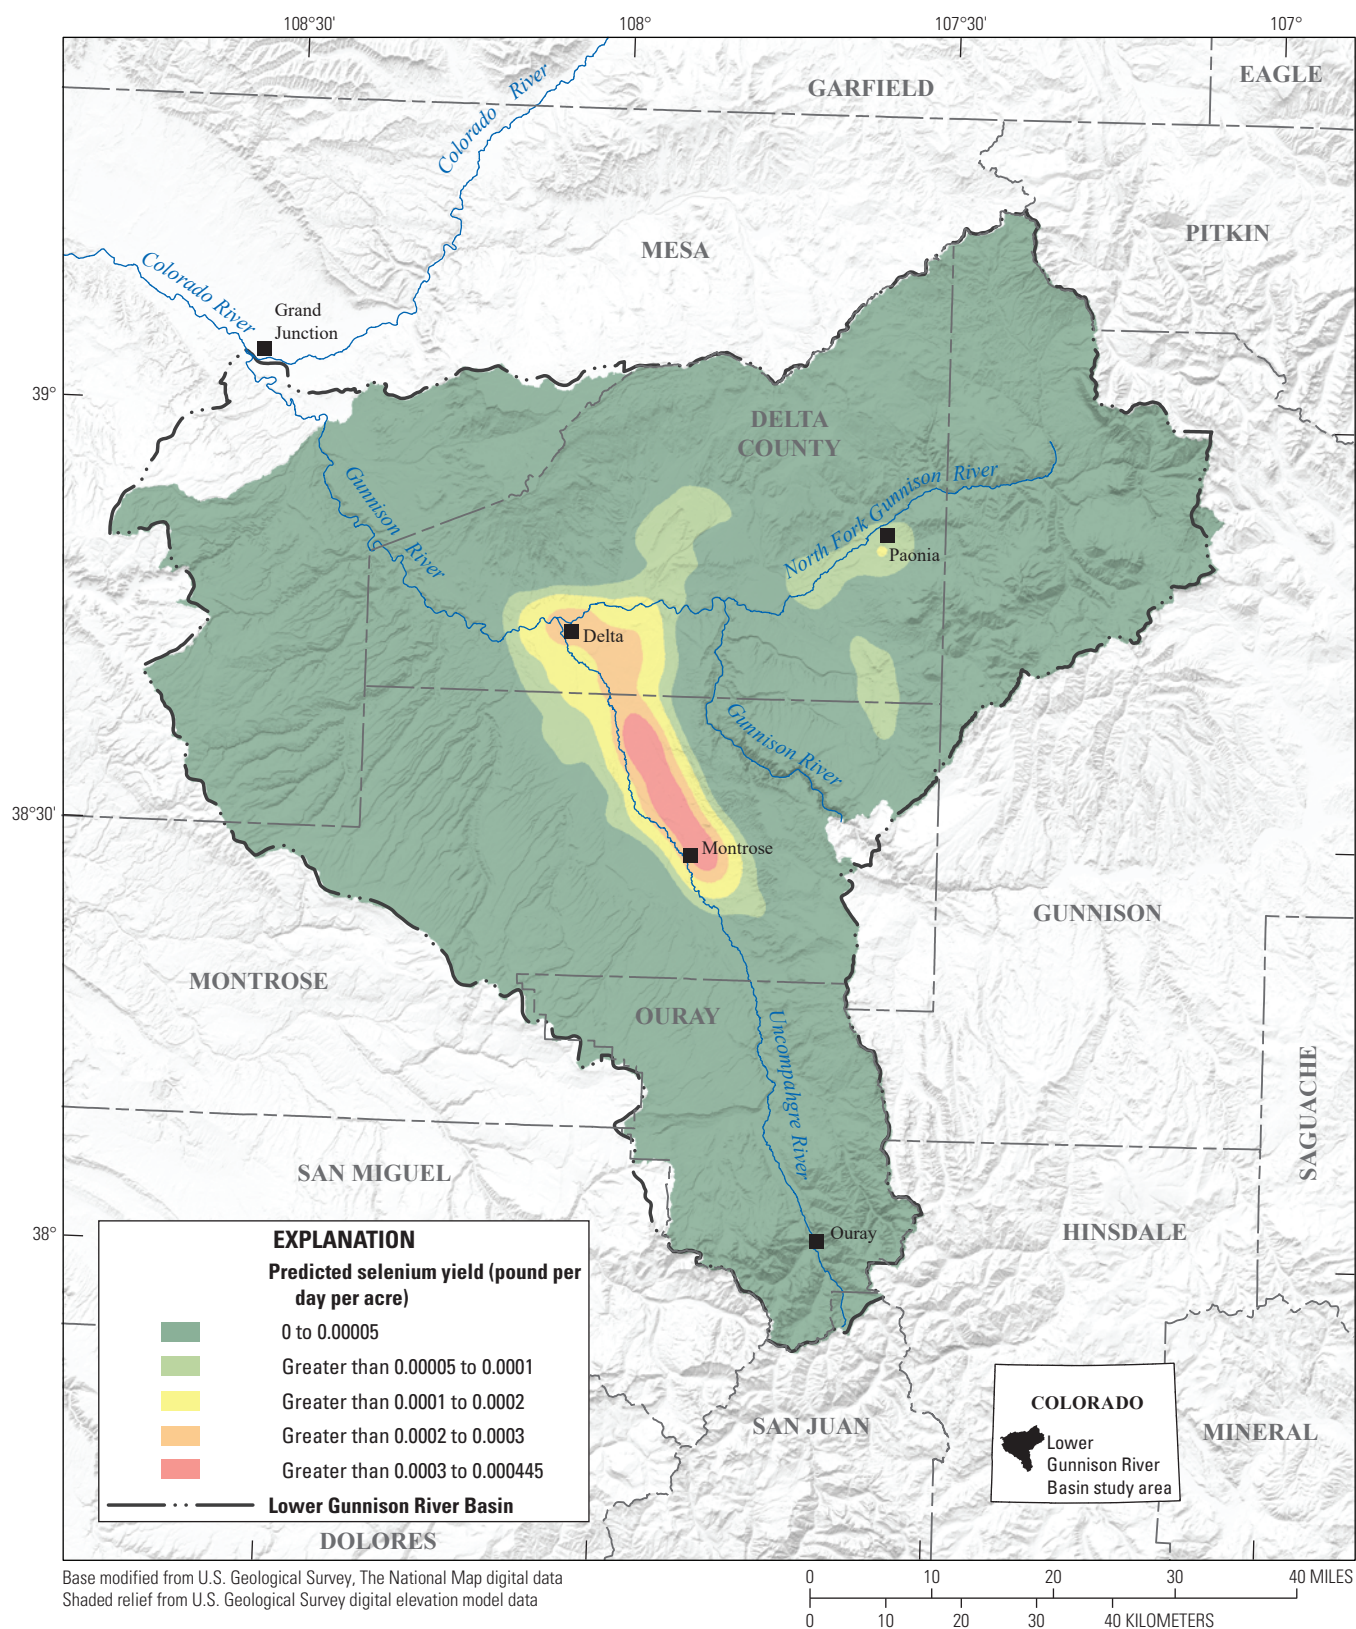 108°30'
108°
107°30'
107°
GARFIELD
EAGLE
Colorado River
MESA
PITKIN
Colorado River
Grand
Junction
39°
DELTA
COUNTY
Gunnison River
North Fork Gunnison River
Paonia
Delta
Gunnison River
38°30'
Montrose
GUNNISON
MONTROSE
OURAY
Uncompahgre River
SAGUACHE
SAN MIGUEL
38°
Ouray
HINSDALE
EXPLANATION
Predicted selenium yield (pound per
day per acre)
0 to 0.00005
Greater than 0.00005 to 0.0001
Greater than 0.0001 to 0.0002
Greater than 0.0002 to 0.0003
Greater than 0.0003 to 0.000445
Lower Gunnison River Basin
COLORADO
Lower
Gunnison River
Basin study area
SAN JUAN
MINERAL
DOLORES
Base modified from U.S. Geological Survey, The National Map digital data
Shaded relief from U.S. Geological Survey digital elevation model data
0 10 20 30 40 MILES
0 10 20 30 40 KILOMETERS